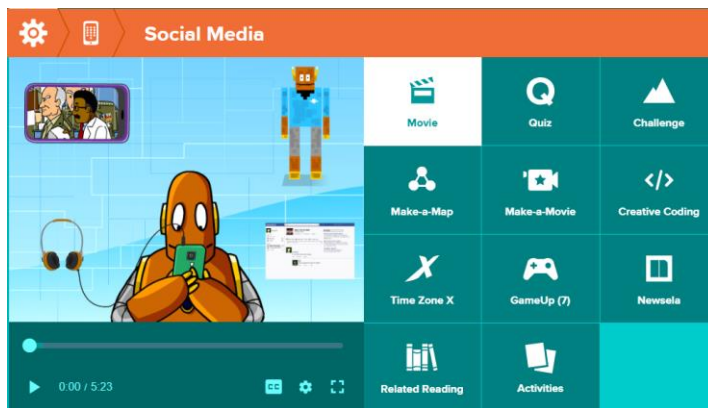 Social Media
Movie
Quiz
Challenge
Make-a-Map
Make-a-Movie
Creative Coding
Time Zone X
GameUp (7)
Newsela
Related Reading
Activities
0:00 / 5:23
CC